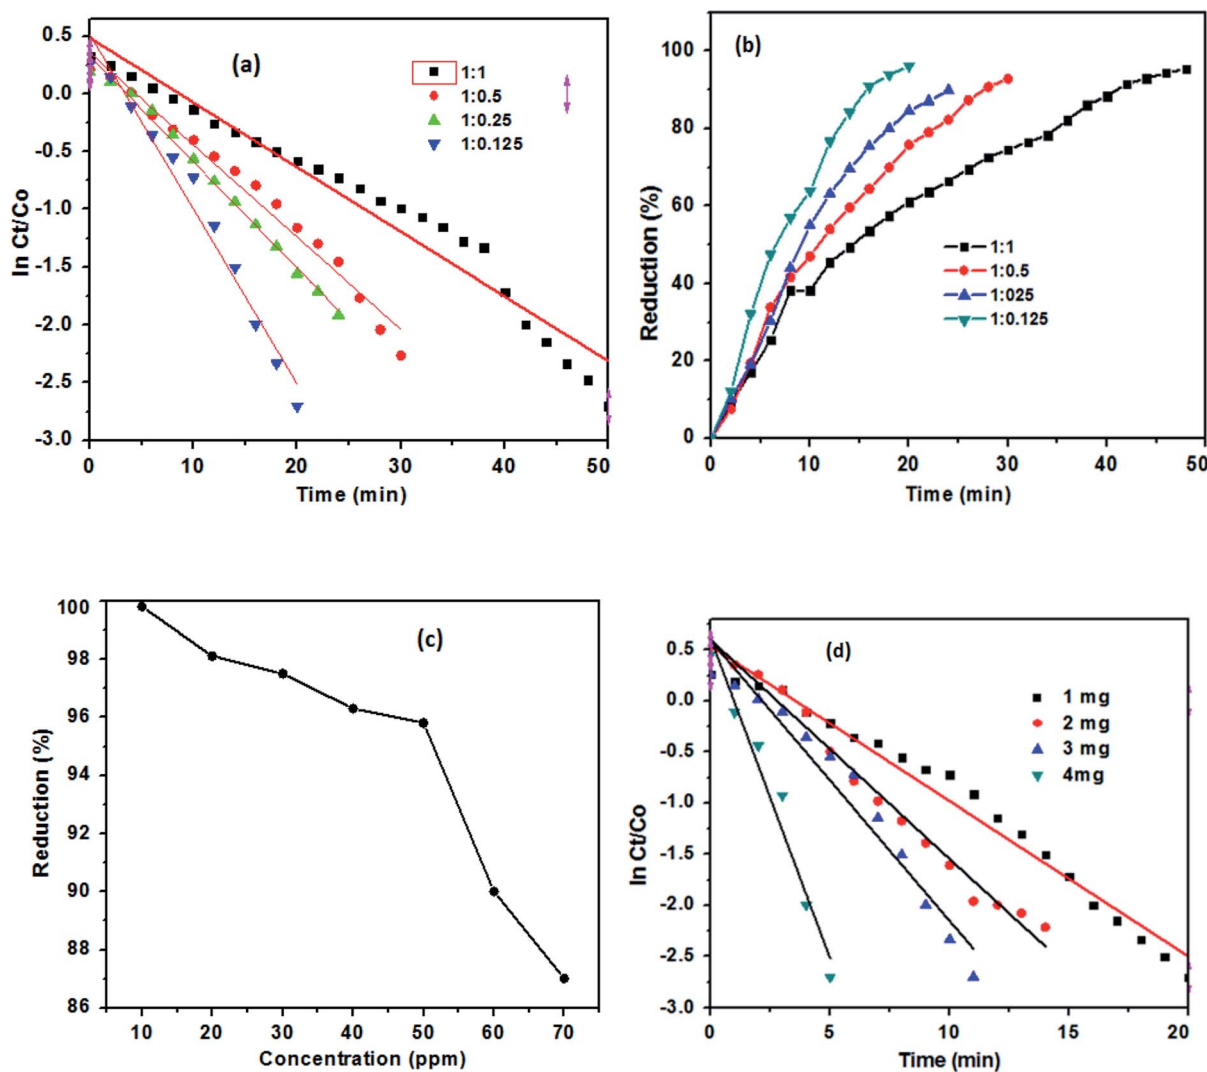 (a)
1:1
1:0.5
1:0.25
1:0.125
0.5
0.0
-0.5
-1.0
-1.5
-2.0
-2.5
-3.0
ln Ct/Co
0 10 20 30 40 50
Time (min)
(b)
100
80
60
40
20
0
Reduction (%)
1:1
1:0.5
1:025
1:0.125
0 10 20 30 40 50
Time (min)
(c)
100
98
96
94
92
90
88
86
Reduction (%)
10 20 30 40 50 60 70
Concentration (ppm)
(d)
0.5
0.0
-0.5
-1.0
-1.5
-2.0
-2.5
-3.0
ln Ct/Co
1 mg
2 mg
3 mg
4mg
0 5 10 15 20
Time (min)